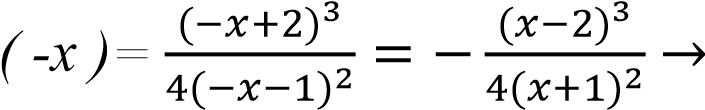 ( -x ) = (−x+2)³ / 4(−x−1)² = − (x−2)³ / 4(x+1)² →